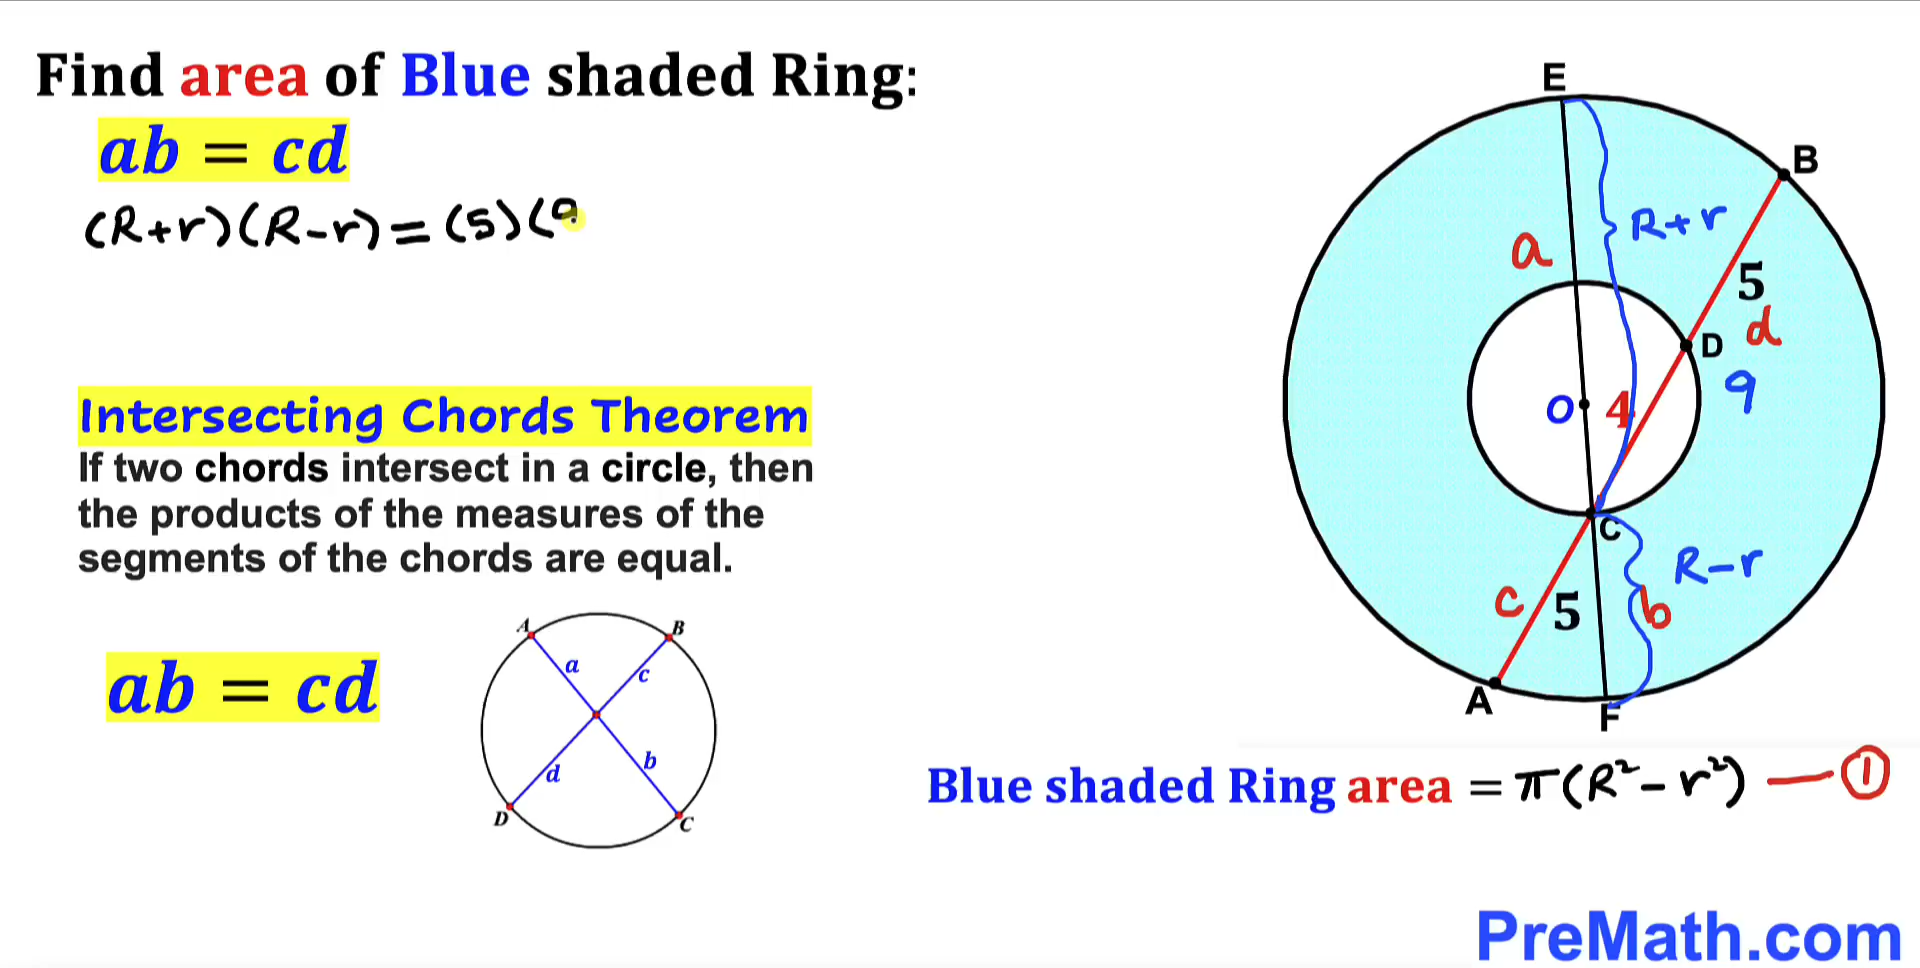 Find area of Blue shaded Ring:
ab = cd
(R+r)(R-r)=(5)(9
Intersecting Chords Theorem
If two chords intersect in a circle, then
the products of the measures of the
segments of the chords are equal.
ab = cd
A
B
a
c
d
b
D
C
E
B
R+r
a
5
d
D
9
O
4
C
R-r
c
5
b
A
F
Blue shaded Ring area = π(R²-r²) — ①
PreMath.com